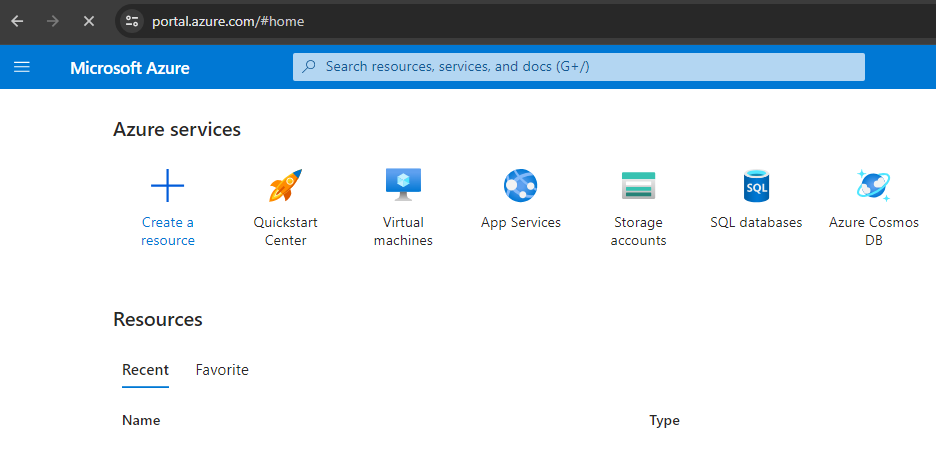 portal.azure.com/#home
Microsoft Azure
Search resources, services, and docs (G+/)
Azure services
Create a
resource
Quickstart
Center
Virtual
machines
App Services
Storage
accounts
SQL
SQL databases
Azure Cosmos
DB
Resources
Recent
Favorite
Name
Type